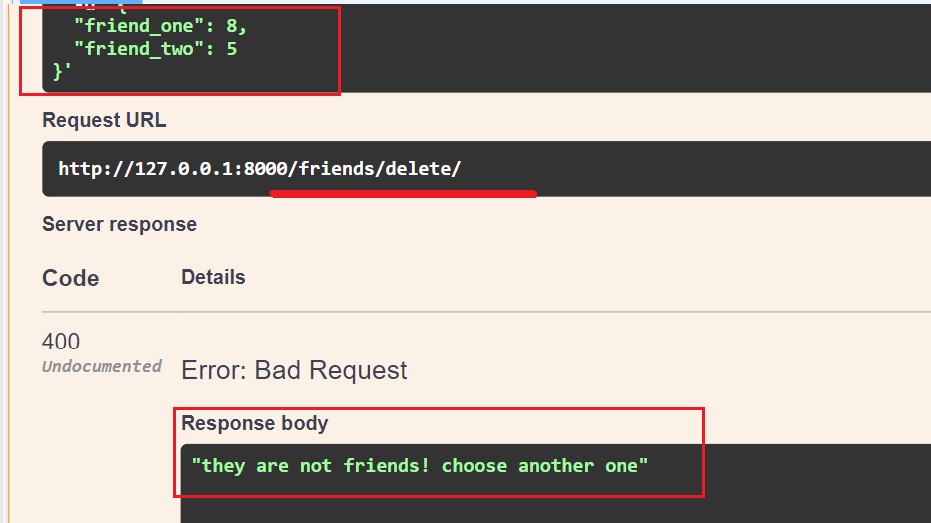 "friend_one": 8,
"friend_two": 5
}'
Request URL
http://127.0.0.1:8000/friends/delete/
Server response
Code Details
400
Undocumented
Error: Bad Request
Response body
"they are not friends! choose another one"